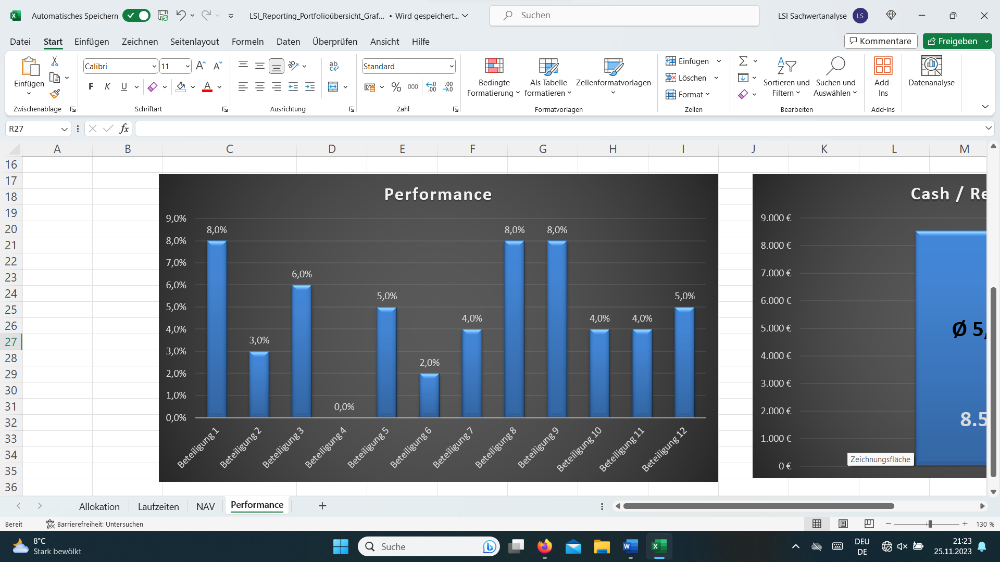 Automatisches Speichern
LSI_Reporting_Portfolioübersicht_Graf... • Wird gespeichert...
Suchen
LSI Sachwertanalyse
LS
Datei Start Einfügen Zeichnen Seitenlayout Formeln Daten Überprüfen Ansicht Hilfe
Kommentare
Freigeben
Einfügen
Zwischenablage
Calibri
11
F K U
Schriftart
Ausrichtung
Standard
Zahl
Bedingte
Formatierung
Als Tabelle
formatieren
Zellenformatvorlagen
Formatvorlagen
Einfügen
Löschen
Format
Zellen
Sortieren und
Filtern
Suchen und
Auswählen
Bearbeiten
Add-
Ins
Add-Ins
Datenanalyse
R27
fx
A B C D E F G H I J K L M
16
17
18
19
20
21
22
23
24
25
26
27
28
29
30
31
32
33
34
35
36
Performance
9,0%
8,0%
7,0%
6,0%
5,0%
4,0%
3,0%
2,0%
1,0%
0,0%
8,0%
3,0%
6,0%
0,0%
5,0%
2,0%
4,0%
8,0%
8,0%
4,0%
4,0%
5,0%
Beteiligung 1
Beteiligung 2
Beteiligung 3
Beteiligung 4
Beteiligung 5
Beteiligung 6
Beteiligung 7
Beteiligung 8
Beteiligung 9
Beteiligung 10
Beteiligung 11
Beteiligung 12
Cash / Re
9.000 €
8.000 €
7.000 €
6.000 €
5.000 €
4.000 €
3.000 €
2.000 €
1.000 €
0 €
Ø 5,
8.5
Zeichnungsfläche
Allokation Laufzeiten NAV Performance
Bereit
Barrierefreiheit: Untersuchen
130 %
8°C
Stark bewölkt
Suche
DEU
DE
21:23
25.11.2023